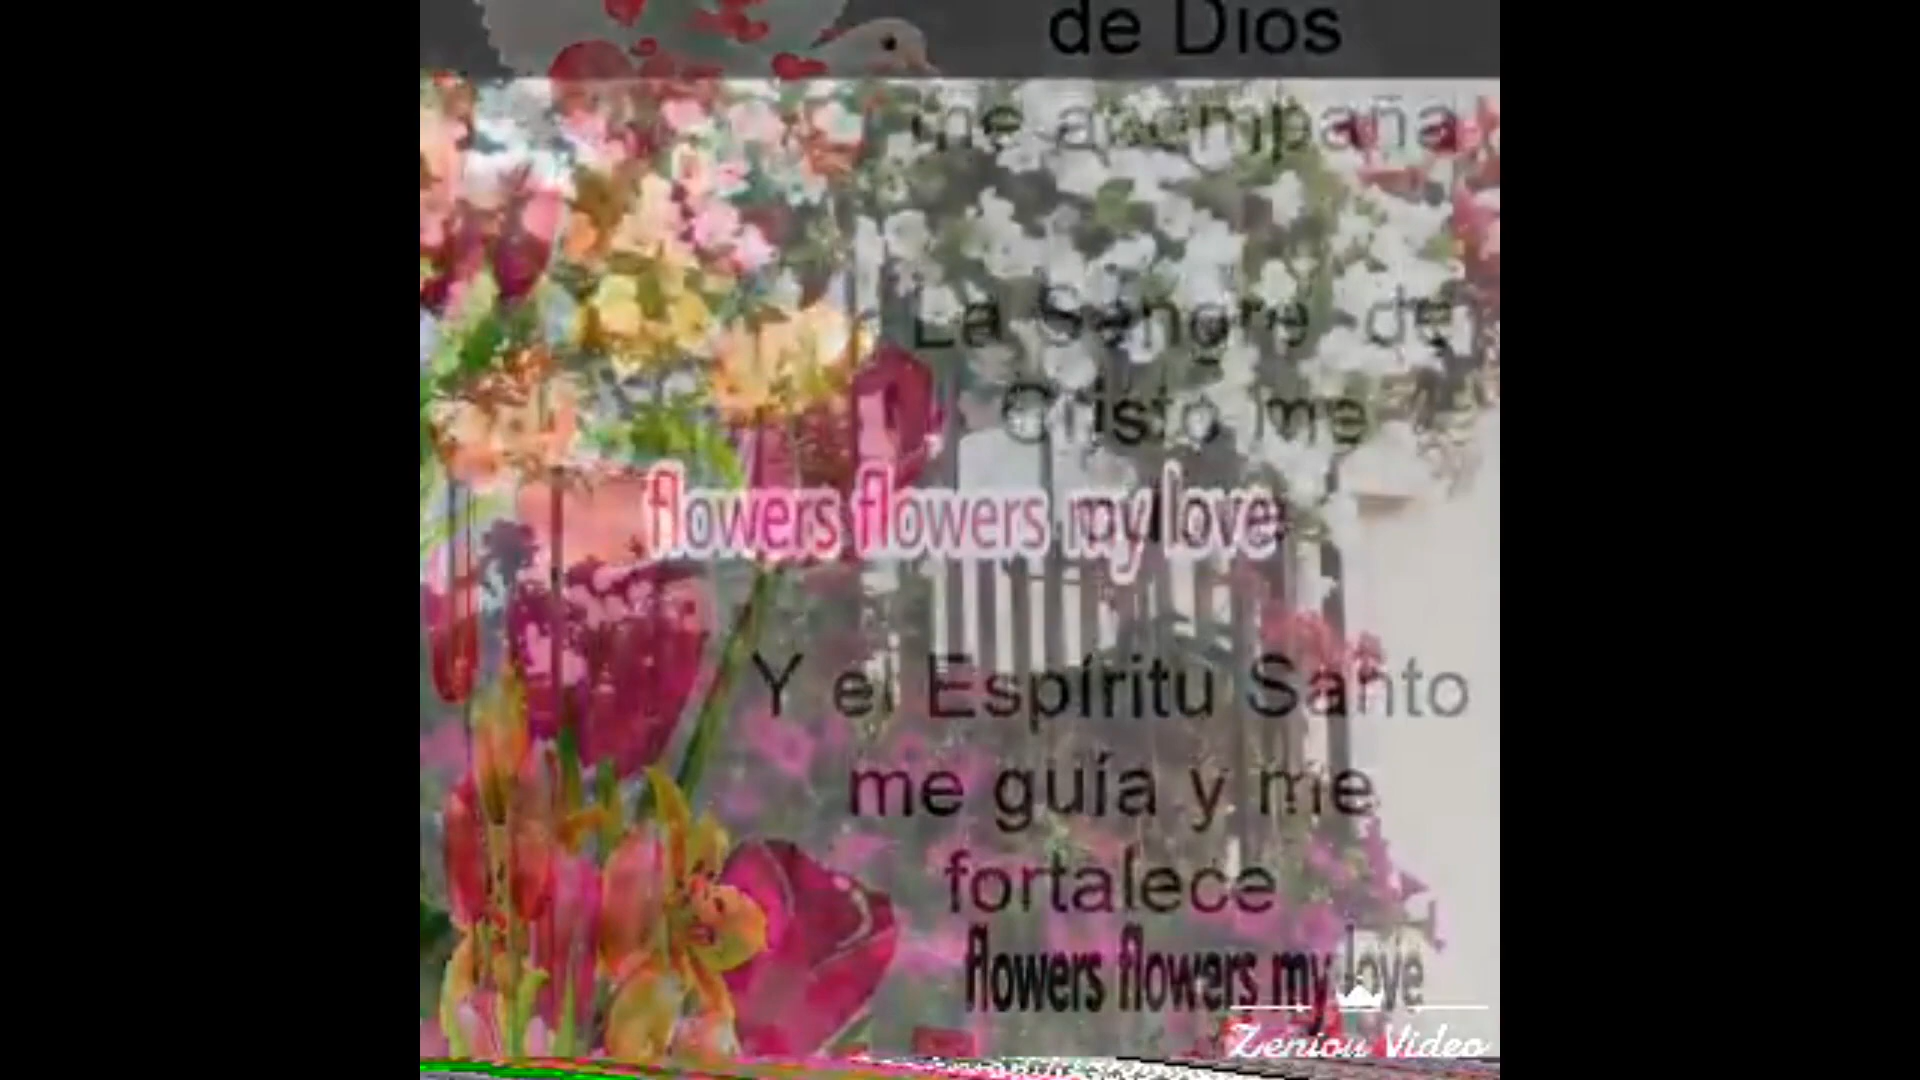 de Dios
me acompaña
La Sangre de
Cristo me
flowers flowers my love
Y el Espíritu Santo
me guía y me
fortalece
flowers flowers my love
Zeniou Video